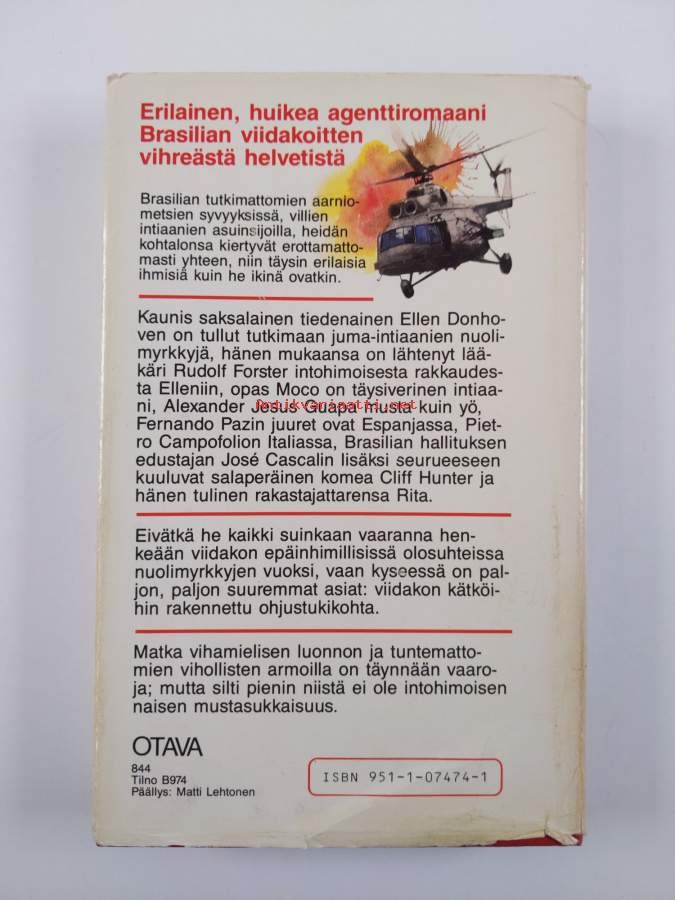 Erilainen, huikea agenttiromaani
Brasilian viidakoitten
vihreästä helvetistä
Brasilian tutkimattomien aarnio-
metsien syvyyksissä, villien
intiaanien asuinsijoilla, heidän
kohtalonsa kiertyvät erottamatto-
masti yhteen, niin täysin erilaisia
ihmisiä kuin he ikinä ovatkin.
Kaunis saksalainen tiedenainen Ellen Donho-
ven on tullut tutkimaan juma-intiaanien nuoli-
myrkkyjä, hänen mukaansa on lähtenyt lää-
käri Rudolf Forster intohimoisesta rakkaudes-
ta Elleniin, opas Moco on täysiverinen intiaa-
ni, Alexander Jesus Guapa musta kuin yö,
Antikvariaatti.net
Fernando Pazin juuret ovat Espanjassa, Piet-
ro Campofolion Italiassa, Brasilian hallituksen
edustajan José Cascalin lisäksi seurueeseen
kuuluvat salaperäinen komea Cliff Hunter ja
hänen tulinen rakastajattarensa Rita.
Eivätkä he kaikki suinkaan vaaranna hen-
keään viidakon epäinhimillisissä olosuhteissa
nuolimyrkkyjen vuoksi, vaan kyseessä on pal-
jon, paljon suuremmat asiat: viidakon kätköi-
hin rakennettu ohjustukikohta.
Matka vihamielisen luonnon ja tuntematto-
mien vihollisten armoilla on täynnään vaaro-
ja; mutta silti pienin niistä ei ole intohimoisen
naisen mustasukkaisuus.
OTAVA
844
Tilno B974
Päällys: Matti Lehtonen
ISBN 951-1-07474-1